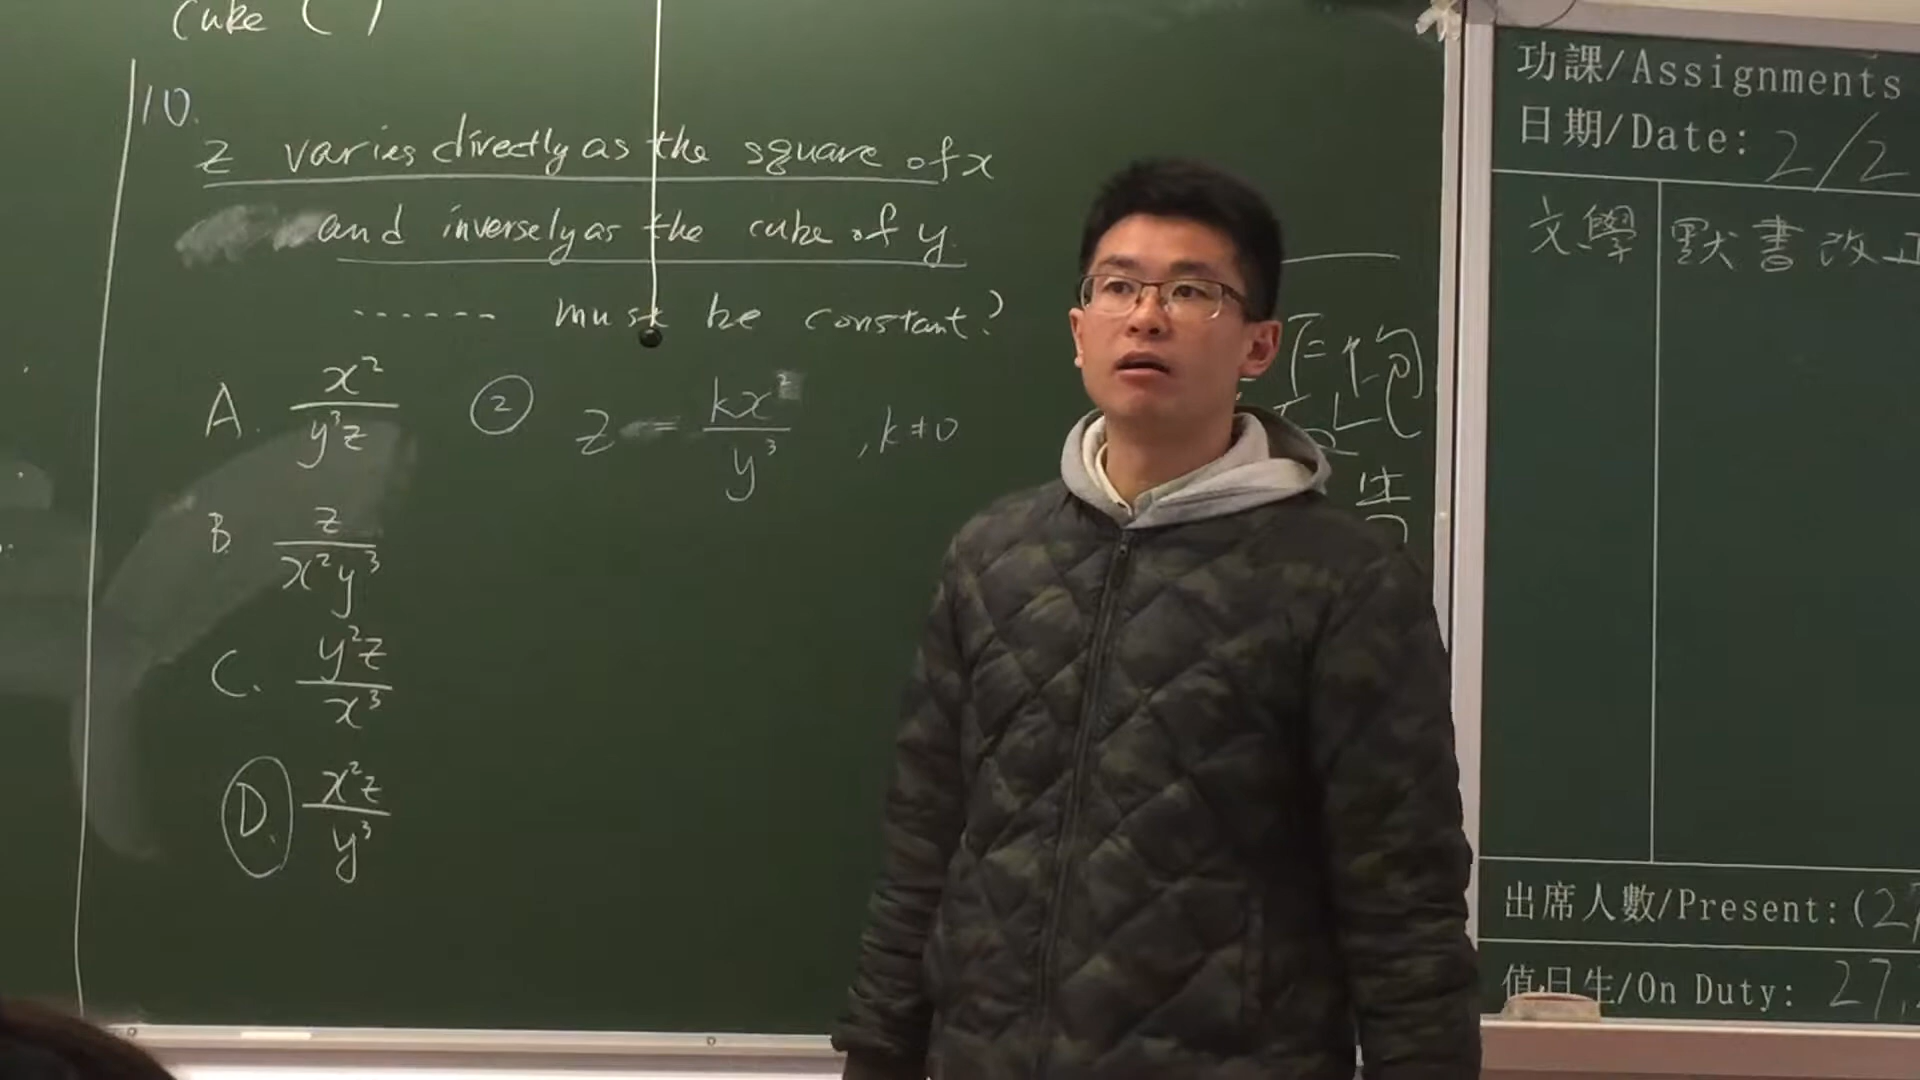 Cube ( )
10.
z varies directly as the square of x
and inversely as the cube of y.
------ must be constant?
A. x²/y³z
② z = kx²/y³ , k≠0
B. z/x²y³
C. y²z/x³
D. x²z/y³
功課/Assignments
日期/Date: 2/2
文學 默書改正
出席人數/Present: (27
值日生/On Duty: 27,